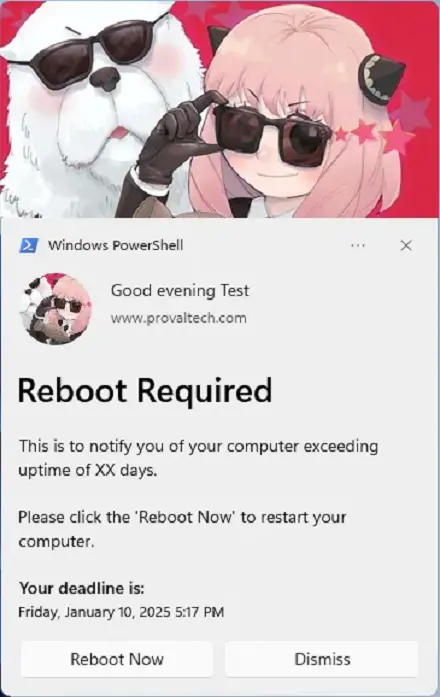 Windows PowerShell
Good evening Test
www.provaltech.com
Reboot Required
This is to notify you of your computer exceeding
uptime of XX days.
Please click the 'Reboot Now' to restart your
computer.
Your deadline is:
Friday, January 10, 2025 5:17 PM
Reboot Now
Dismiss